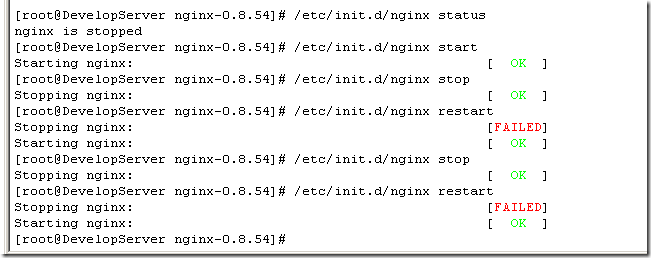 [root@DevelopServer nginx-0.8.54]# /etc/init.d/nginx status
nginx is stopped
[root@DevelopServer nginx-0.8.54]# /etc/init.d/nginx start
Starting nginx: [ OK ]
[root@DevelopServer nginx-0.8.54]# /etc/init.d/nginx stop
Stopping nginx: [ OK ]
[root@DevelopServer nginx-0.8.54]# /etc/init.d/nginx restart
Stopping nginx: [FAILED]
Starting nginx: [ OK ]
[root@DevelopServer nginx-0.8.54]# /etc/init.d/nginx stop
Stopping nginx: [ OK ]
[root@DevelopServer nginx-0.8.54]# /etc/init.d/nginx restart
Stopping nginx: [FAILED]
Starting nginx: [ OK ]
[root@DevelopServer nginx-0.8.54]#